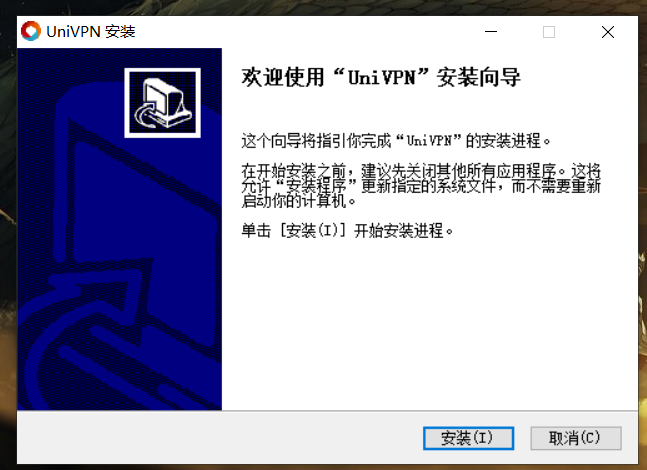 UniVPN 安装
欢迎使用“UniVPN”安装向导
这个向导将指引你完成“UniVPN”的安装进程。
在开始安装之前，建议先关闭其他所有应用程序。这将
允许“安装程序”更新指定的系统文件，而不需要重新
启动你的计算机。
单击 [安装(I)] 开始安装进程。
安装(I)
取消(C)